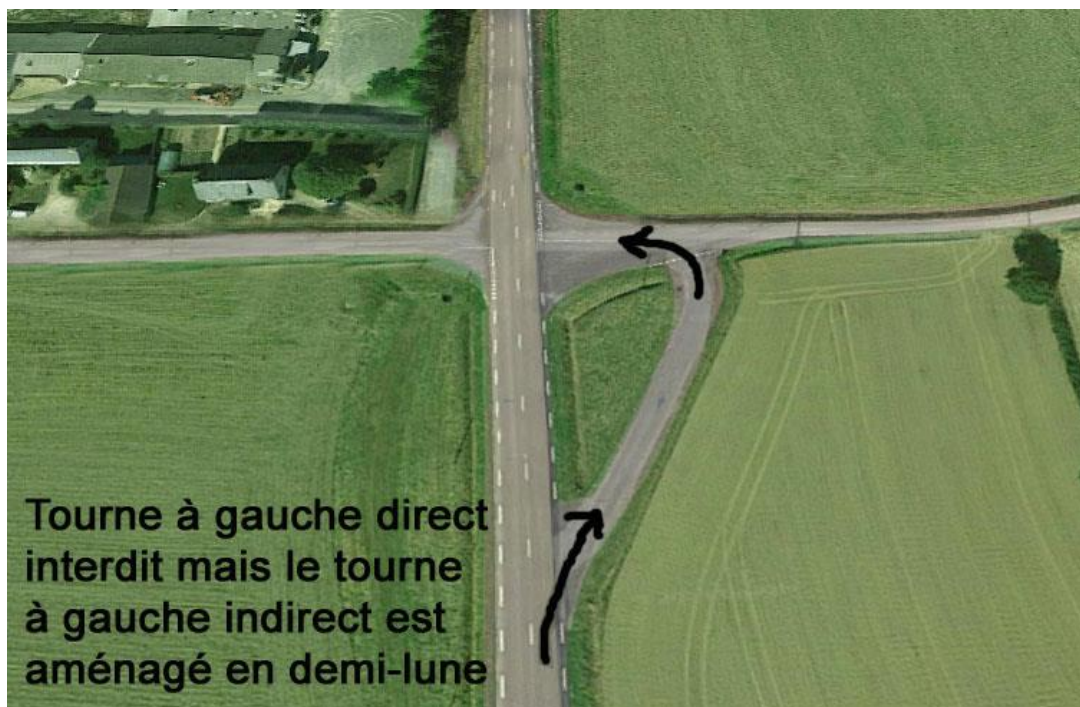 Tourne à gauche direct
interdit mais le tourne
à gauche indirect est
aménagé en demi-lune